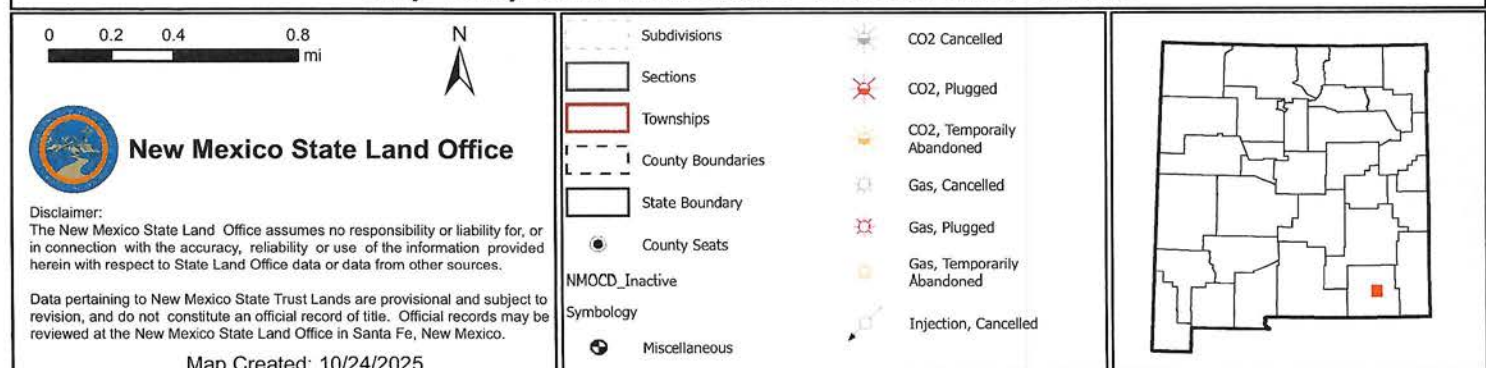 0 0.2 0.4 0.8
mi
N
New Mexico State Land Office
Disclaimer:
The New Mexico State Land Office assumes no responsibility or liability for, or
in connection with the accuracy, reliability or use of the information provided
herein with respect to State Land Office data or data from other sources.
Data pertaining to New Mexico State Trust Lands are provisional and subject to
revision, and do not constitute an official record of title. Official records may be
reviewed at the New Mexico State Land Office in Santa Fe, New Mexico.
Map Created: 10/24/2025
Subdivisions
Sections
Townships
County Boundaries
State Boundary
County Seats
NMOCD_Inactive
Symbology
Miscellaneous
CO2 Cancelled
CO2, Plugged
CO2, Temporaily
Abandoned
Gas, Cancelled
Gas, Plugged
Gas, Temporarily
Abandoned
Injection, Cancelled